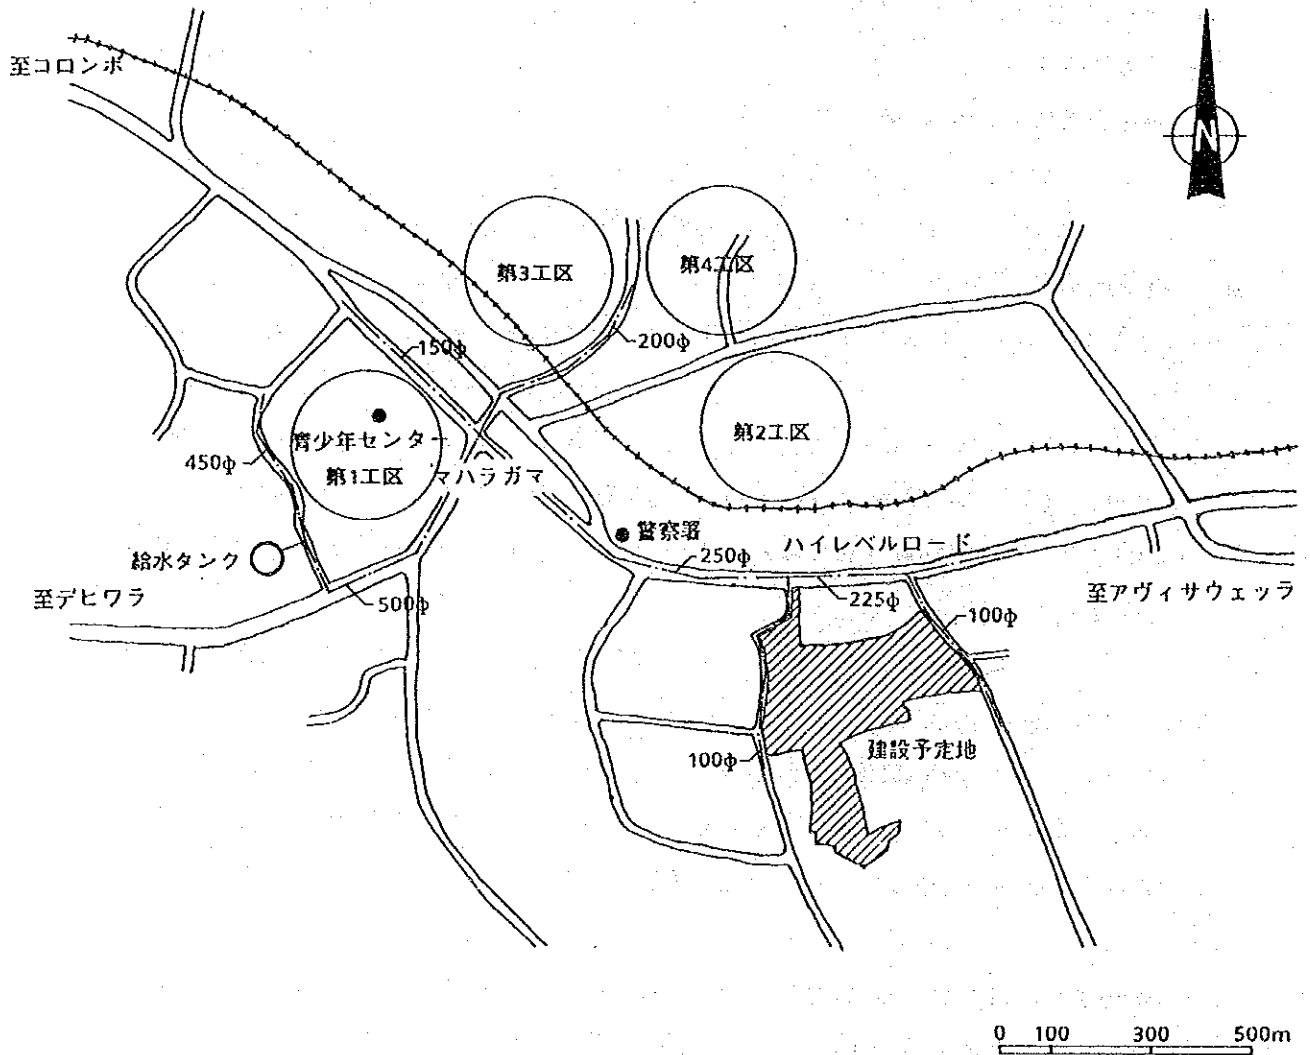 至コロンボ
N
第3工区
第4工区
200φ
150φ
青少年センター
第1工区
マハラガマ
第2工区
450φ
警察署
ハイレベルロード
給水タンク
250φ
至デヒワラ
500φ
225φ
至アヴィサウェッラ
100φ
建設予定地
100φ
0 100 300 500m